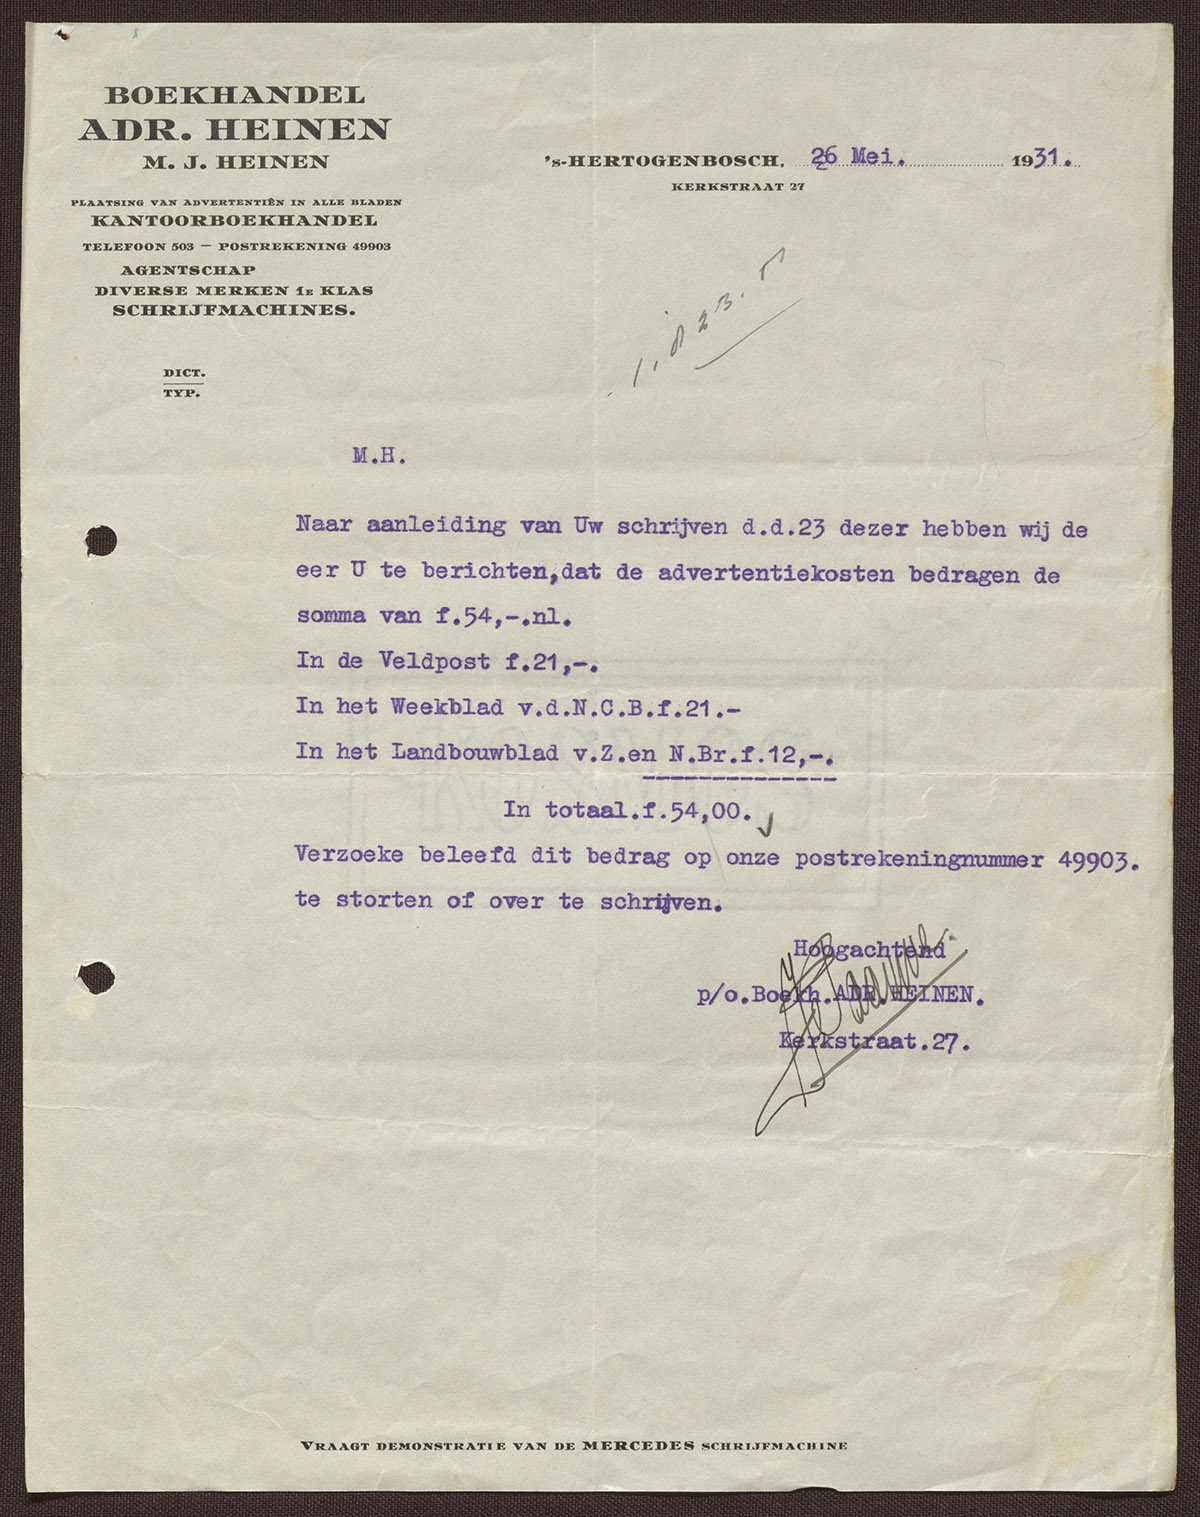 BOEKHANDEL
ADR. HEINEN
M. J. HEINEN
PLAATSING VAN ADVERTENTIËN IN ALLE BLADEN
KANTOORBOEKHANDEL
TELEFOON 503 — POSTREKENING 49903
AGENTSCHAP
DIVERSE MERKEN 1E KLAS
SCHRIJFMACHINES.
DICT.
TYP.
's-HERTOGENBOSCH, 26 Mei. 1931.
KERKSTRAAT 27
M.H.
Naar aanleiding van Uw schrijven d.d.23 dezer hebben wij de
eer U te berichten,dat de advertentiekosten bedragen de
somma van f.54,-.nl.
In de Veldpost f.21,-.
In het Weekblad v.d.N.C.B.f.21.-
In het Landbouwblad v.Z.en N.Br.f.12,-.
In totaal.f.54,00.
Verzoeke beleefd dit bedrag op onze postrekeningnummer 49903.
te storten of over te schrijven.
Hoogachtend
p/o.Boekh.ADR.HEINEN.
Kerkstraat.27.
VRAAGT DEMONSTRATIE VAN DE MERCEDES SCHRIJFMACHINE